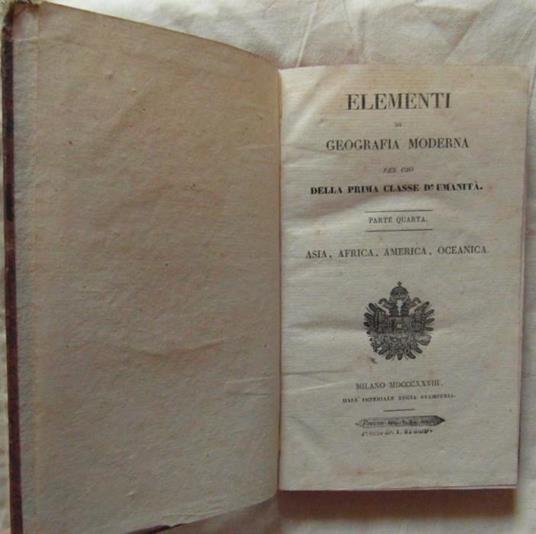 ELEMENTI
DI
GEOGRAFIA MODERNA
PER USO
DELLA PRIMA CLASSE D'UMANITÀ.
PARTE QUARTA.
ASIA, AFRICA, AMERICA, OCEANICA.
MILANO MDCCCXXVIII.
DALL' IMPERIALE REGIA STAMPERIA.